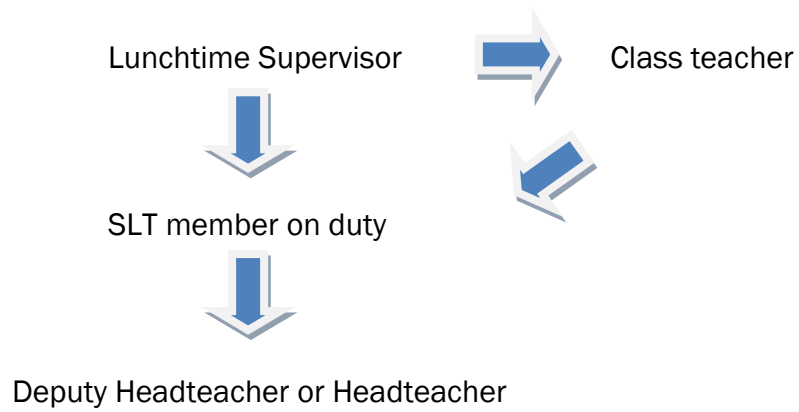 Lunchtime Supervisor
Class teacher
SLT member on duty
Deputy Headteacher or Headteacher